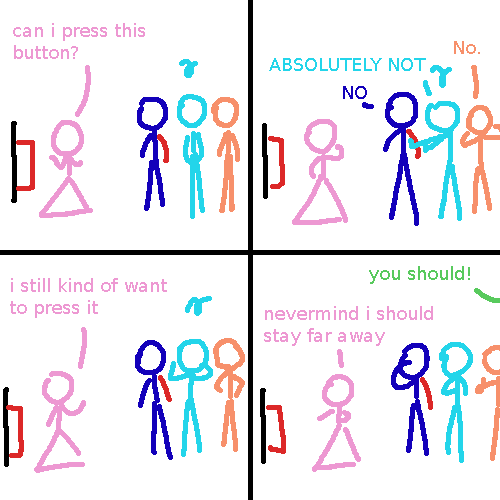 can i press this
button?
ABSOLUTELY NOT
No.
NO
i still kind of want
to press it
you should!
nevermind i should
stay far away